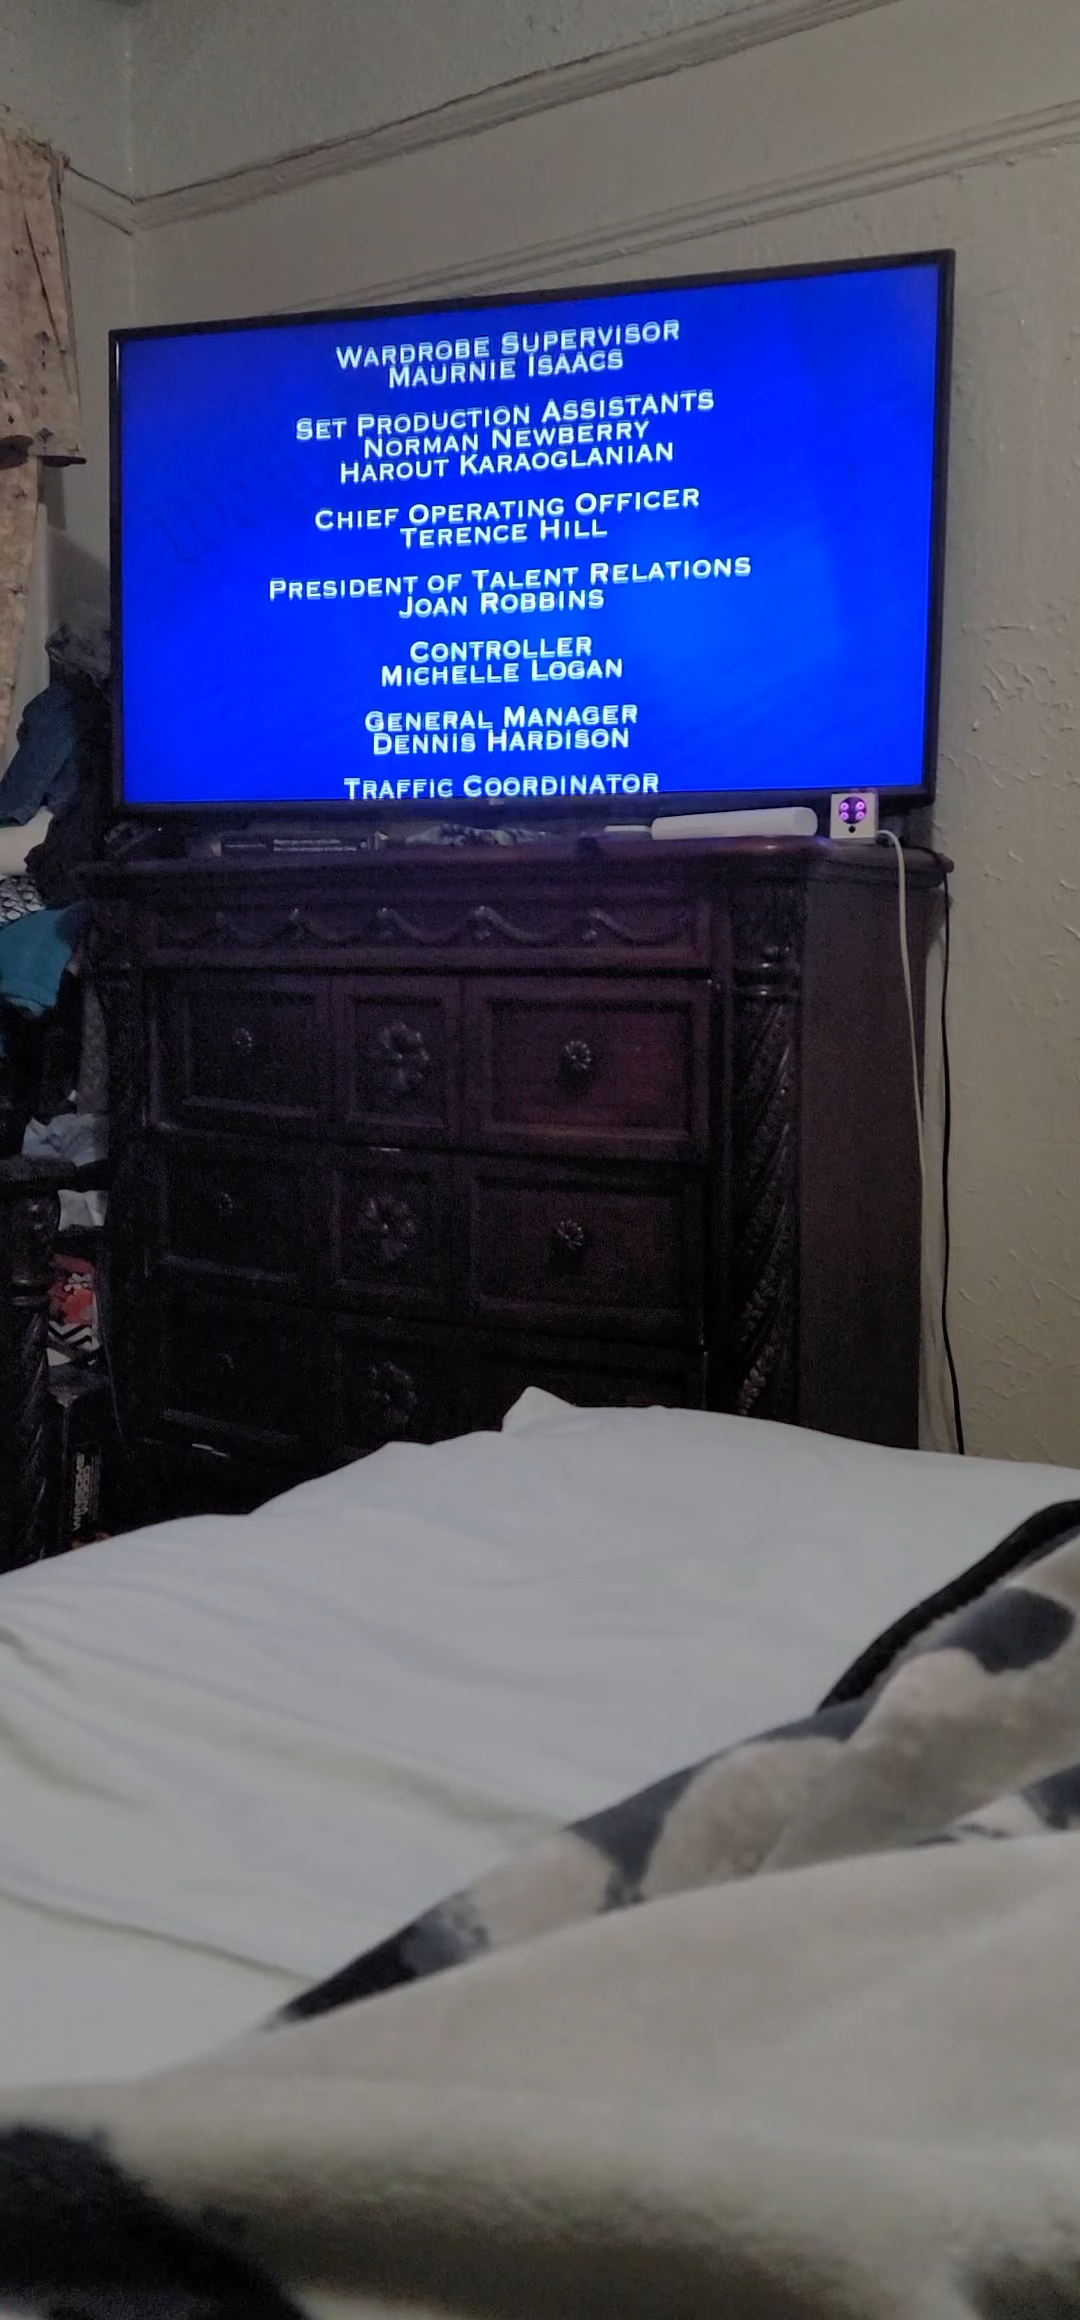 WARDROBE SUPERVISOR
MAURNIE ISAACS
SET PRODUCTION ASSISTANTS
NORMAN NEWBERRY
HAROUT KARAOGLANIAN
CHIEF OPERATING OFFICER
TERENCE HILL
PRESIDENT OF TALENT RELATIONS
JOAN ROBBINS
CONTROLLER
MICHELLE LOGAN
GENERAL MANAGER
DENNIS HARDISON
TRAFFIC COORDINATOR